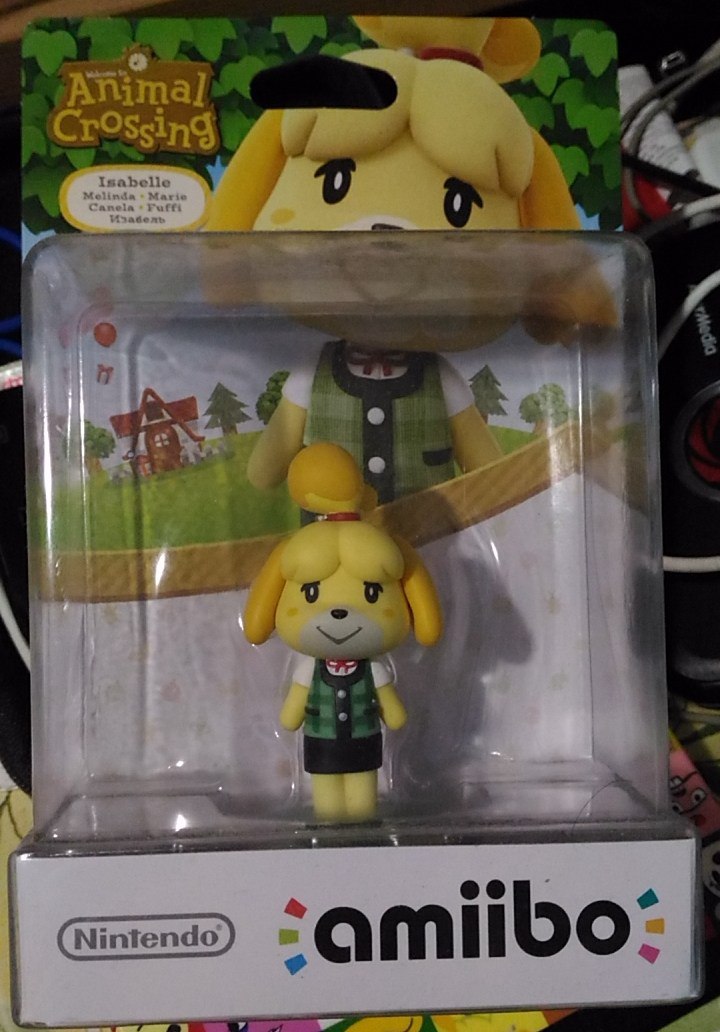 Welcome to
Animal
Crossing
Isabelle
Melinda • Marie
Canela • Fuffi
Изабель
Nintendo®
amiibo